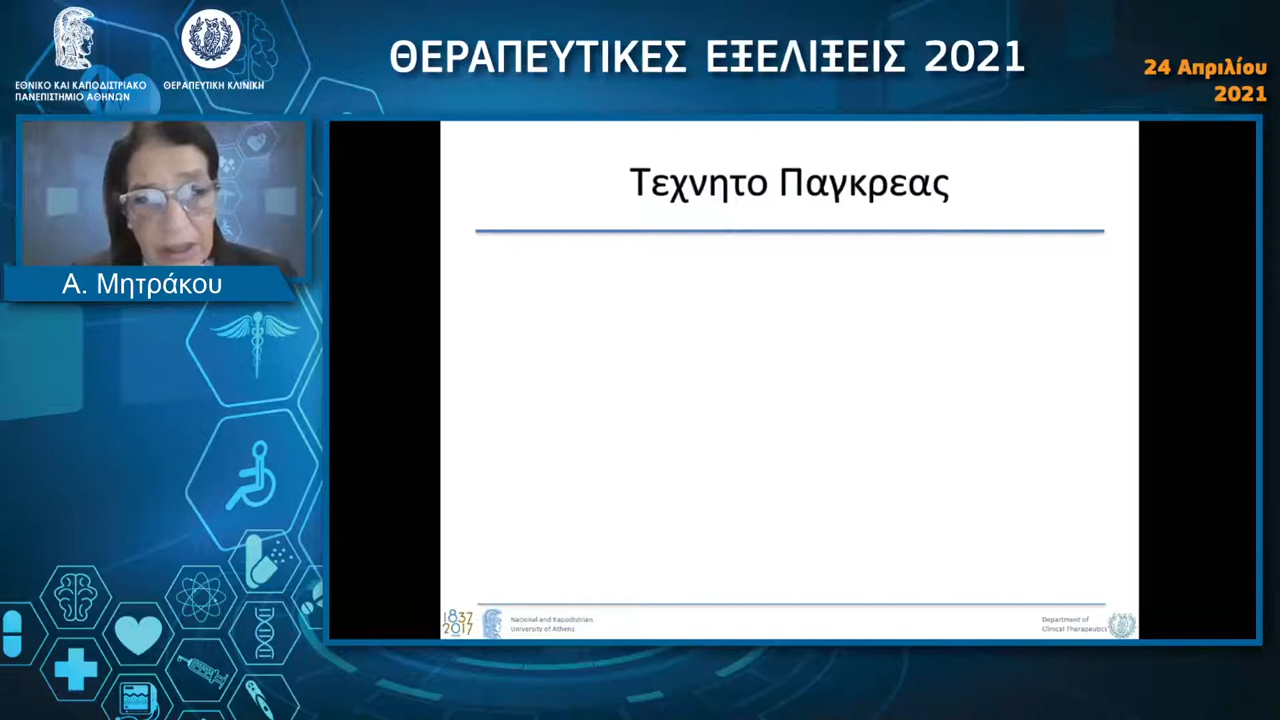 ΕΘΝΙΚΟ ΚΑΙ ΚΑΠΟΔΙΣΤΡΙΑΚΟ
ΠΑΝΕΠΙΣΤΗΜΙΟ ΑΘΗΝΩΝ
ΘΕΡΑΠΕΥΤΙΚΗ ΚΛΙΝΙΚΗ
ΘΕΡΑΠΕΥΤΙΚΕΣ ΕΞΕΛΙΞΕΙΣ 2021
24 Απριλίου
2021
Α. Μητράκου
Τεχνητο Παγκρεας
1837
2017
National and Kapodistrian
University of Athens
Department of
Clinical Therapeutics